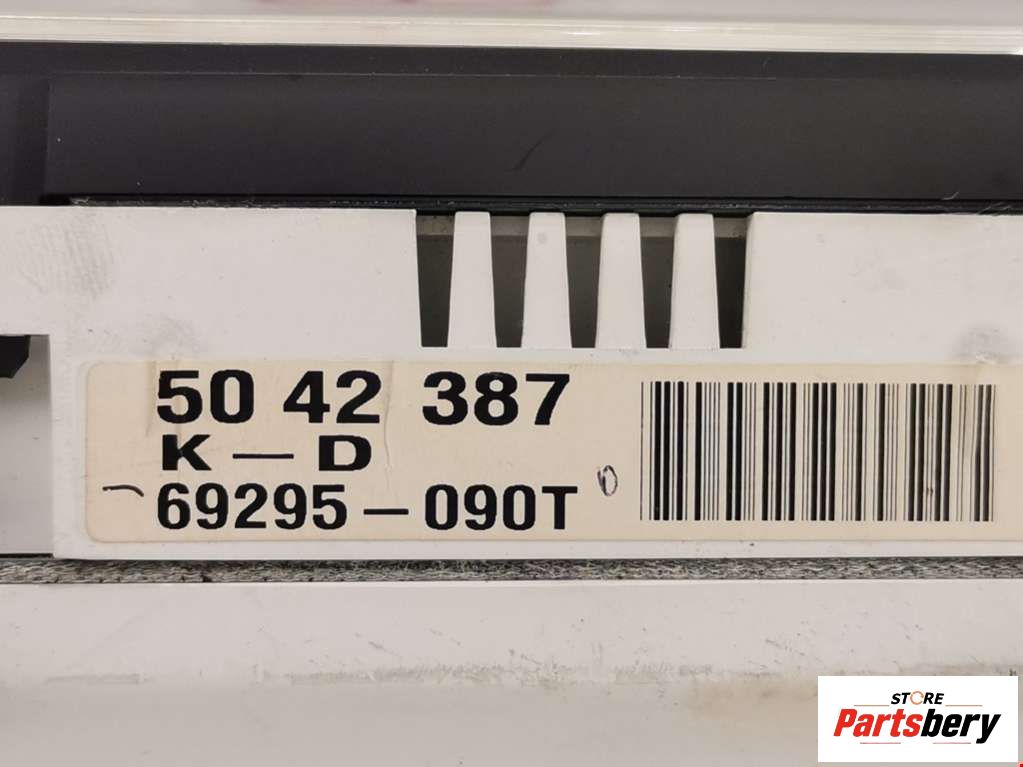 50 42 387
K — D
69295-090T
STORE
Partsbery